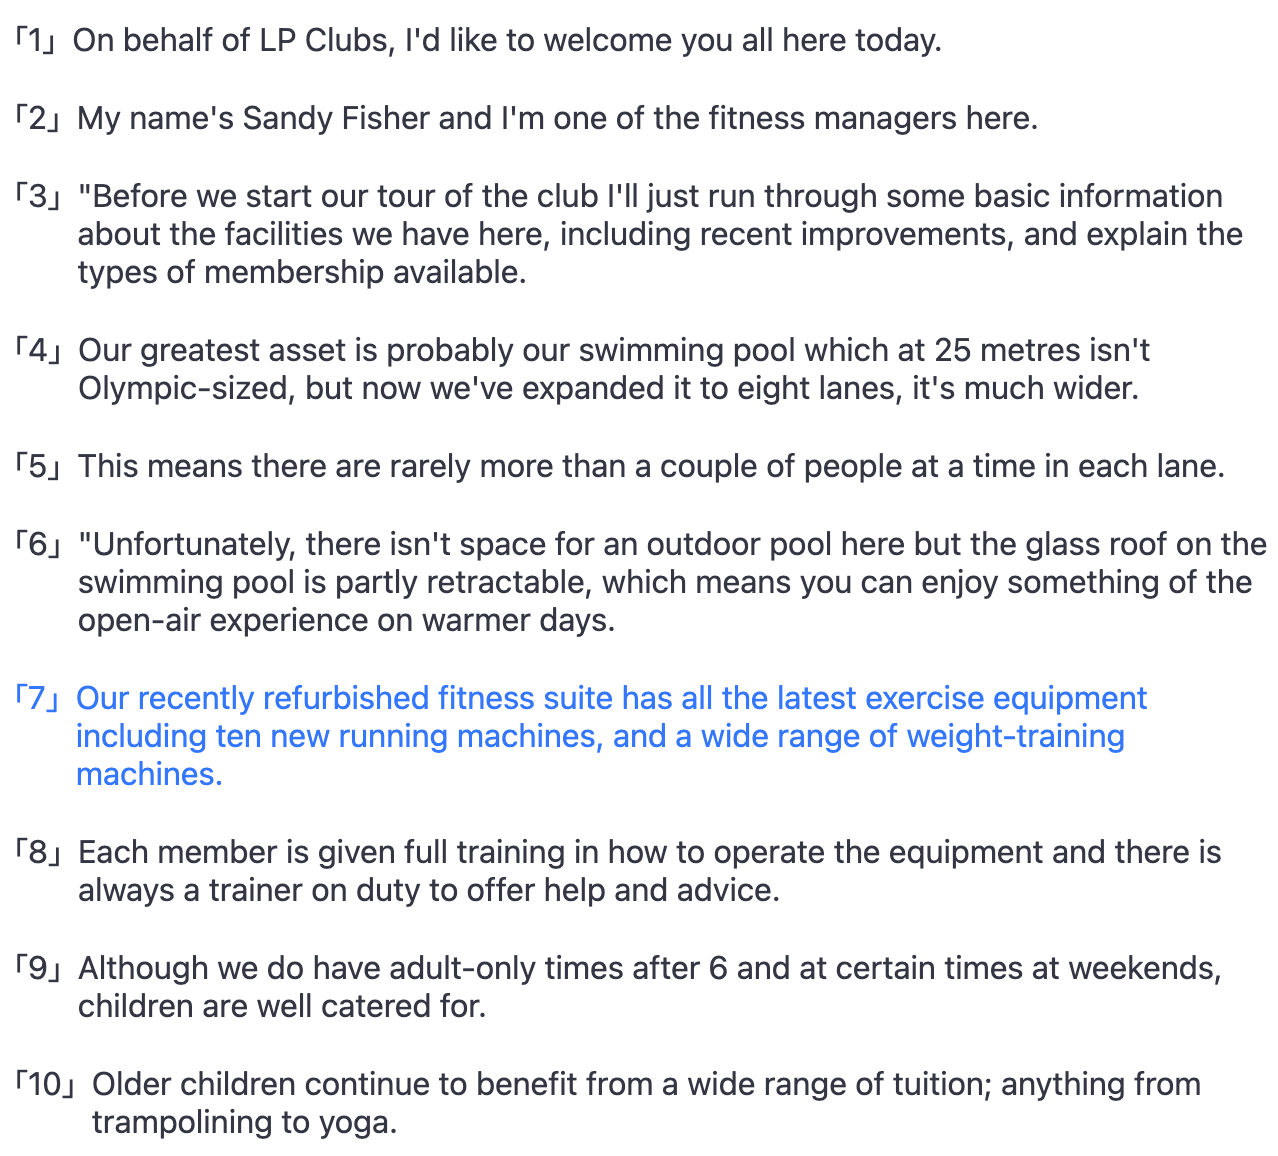 「1」On behalf of LP Clubs, I'd like to welcome you all here today.
「2」My name's Sandy Fisher and I'm one of the fitness managers here.
「3」"Before we start our tour of the club I'll just run through some basic information
about the facilities we have here, including recent improvements, and explain the
types of membership available.
「4」Our greatest asset is probably our swimming pool which at 25 metres isn't
Olympic-sized, but now we've expanded it to eight lanes, it's much wider.
「5」This means there are rarely more than a couple of people at a time in each lane.
「6」"Unfortunately, there isn't space for an outdoor pool here but the glass roof on the
swimming pool is partly retractable, which means you can enjoy something of the
open-air experience on warmer days.
「7」Our recently refurbished fitness suite has all the latest exercise equipment
including ten new running machines, and a wide range of weight-training
machines.
「8」Each member is given full training in how to operate the equipment and there is
always a trainer on duty to offer help and advice.
「9」Although we do have adult-only times after 6 and at certain times at weekends,
children are well catered for.
「10」Older children continue to benefit from a wide range of tuition; anything from
trampolining to yoga.